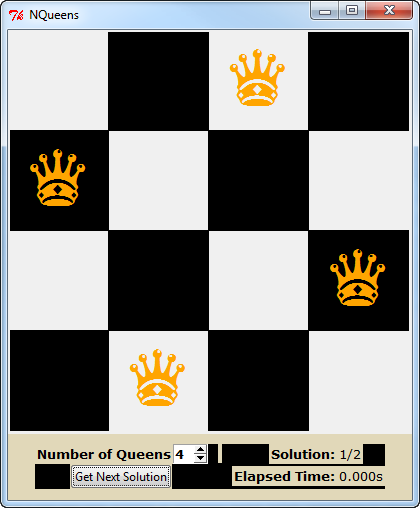 NQueens
Number of Queens 4 Solution: 1/2
Get Next Solution Elapsed Time: 0.000s